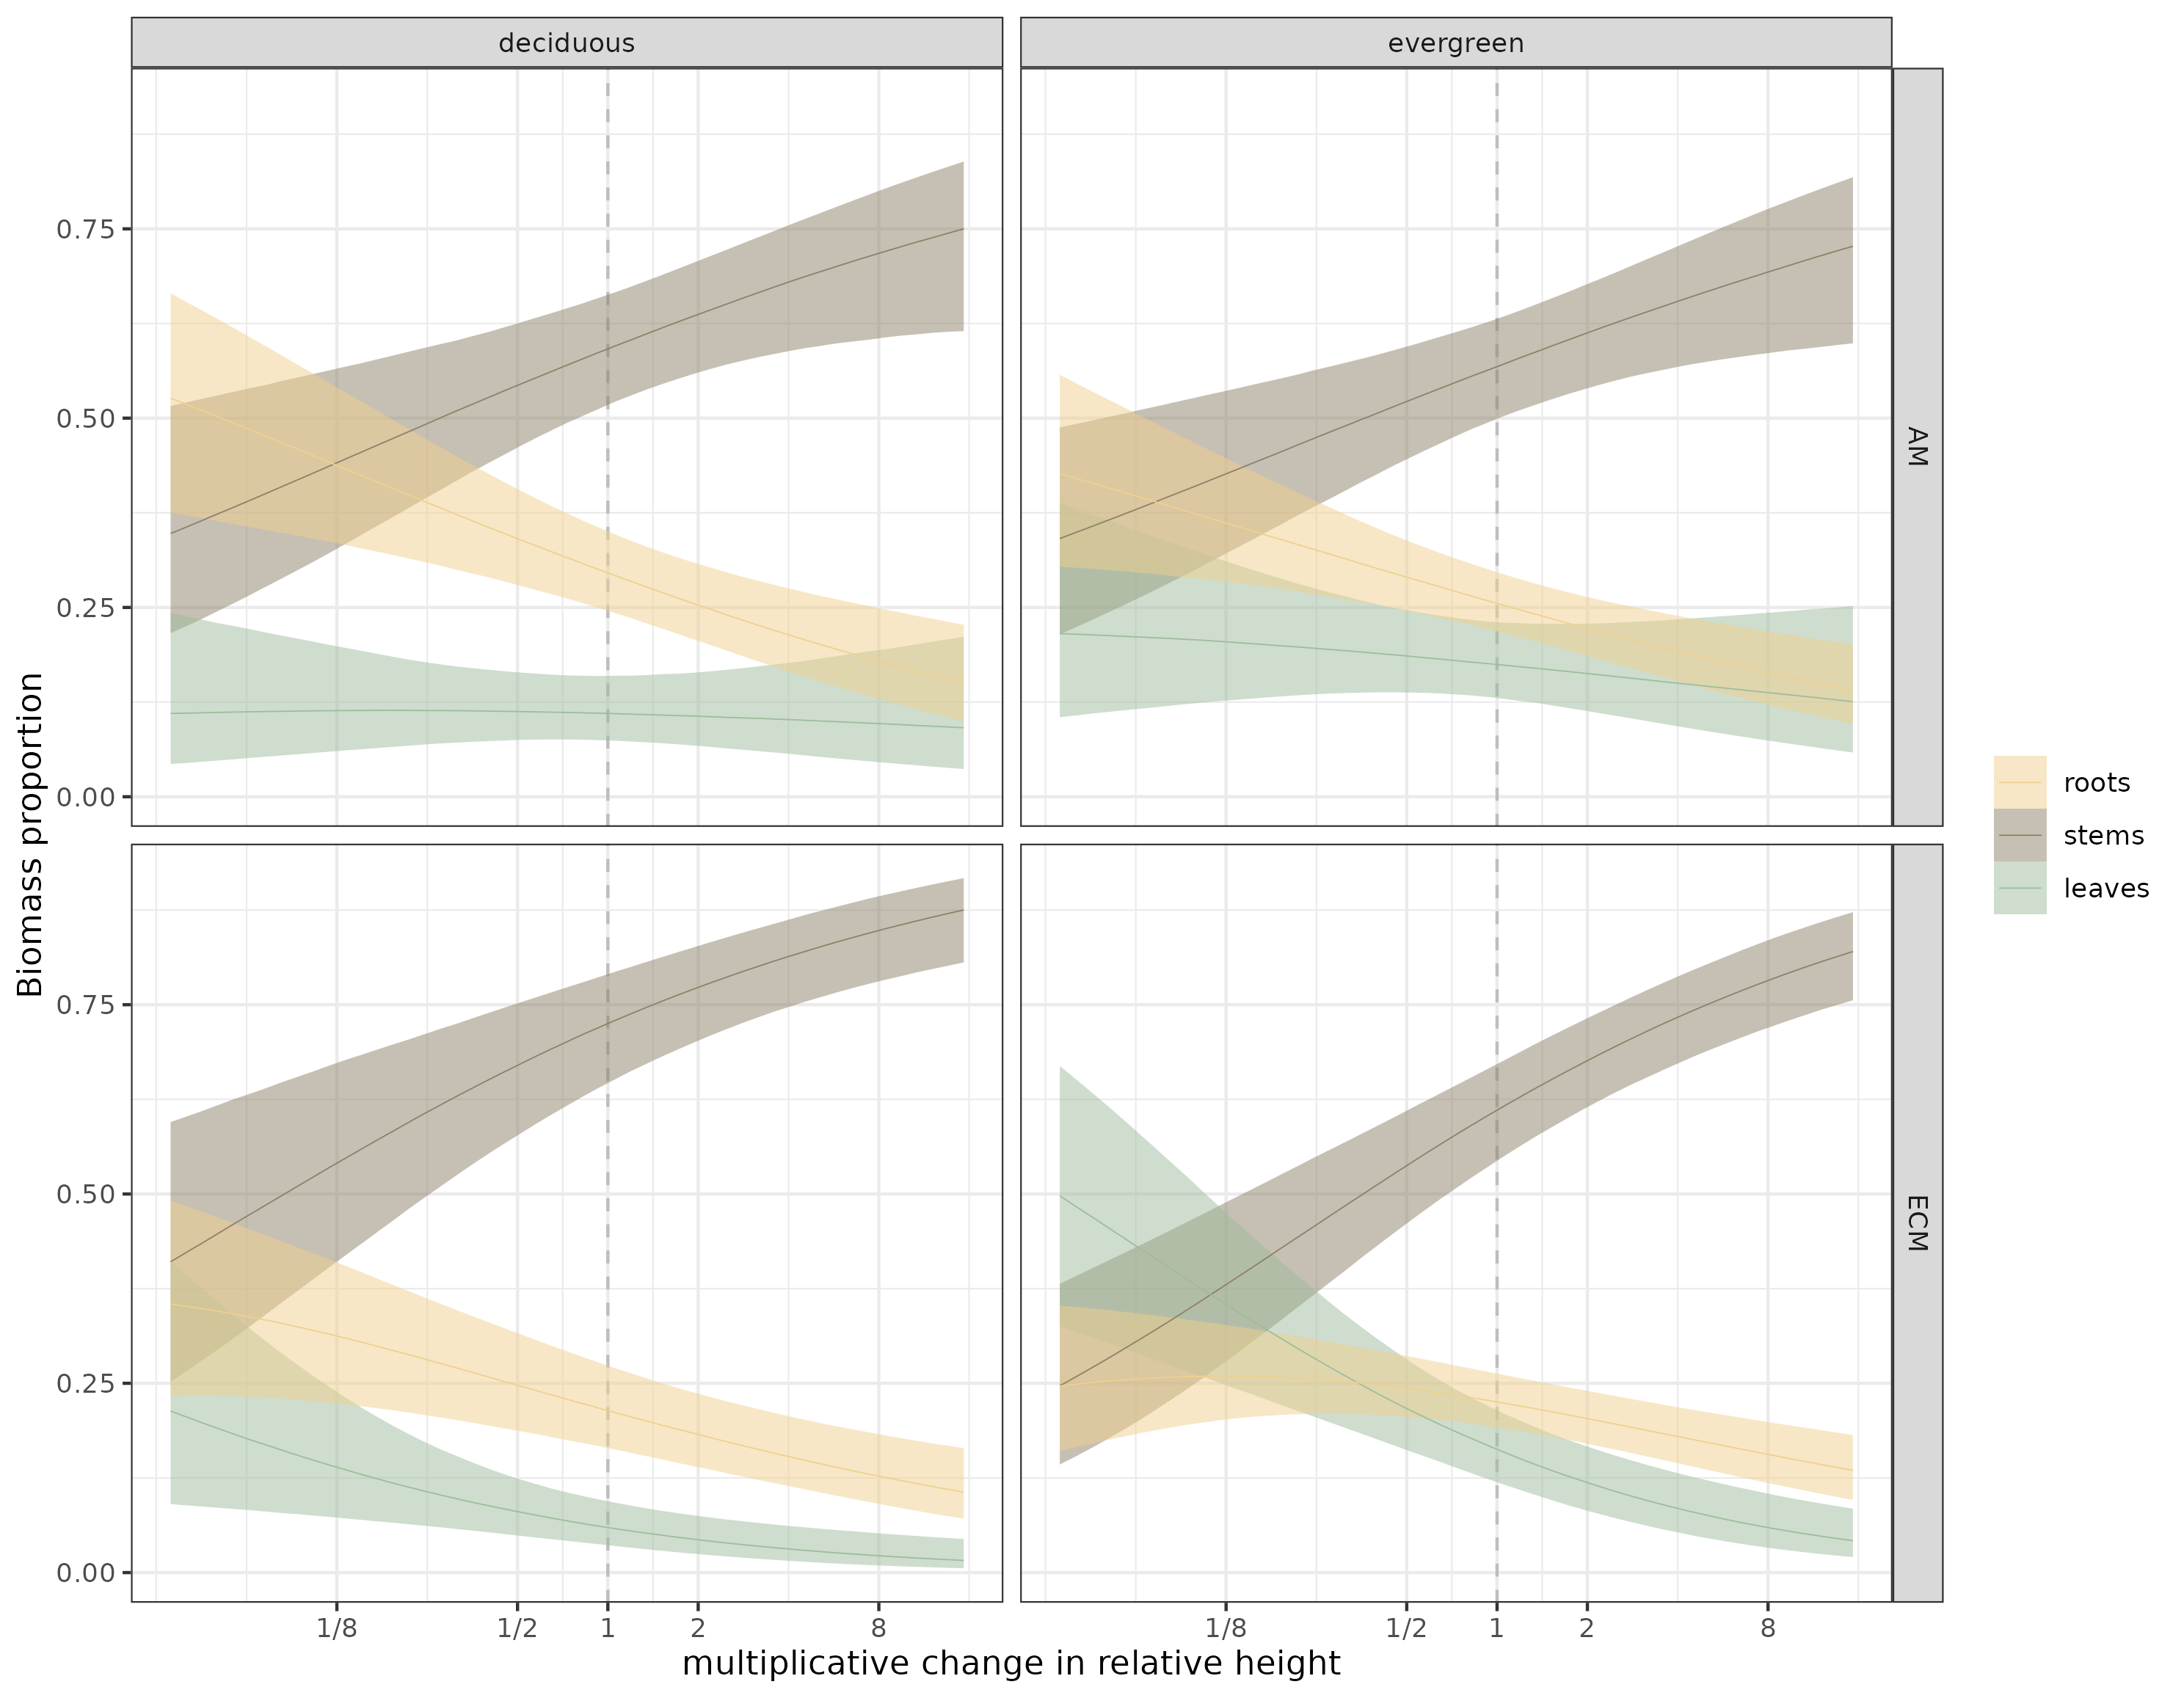 deciduous
evergreen
AM
ECM
Biomass proportion
0.75
0.50
0.25
0.00
0.75
0.50
0.25
0.00
1/8
1/2
1
2
8
1/8
1/2
1
2
8
multiplicative change in relative height
roots
stems
leaves